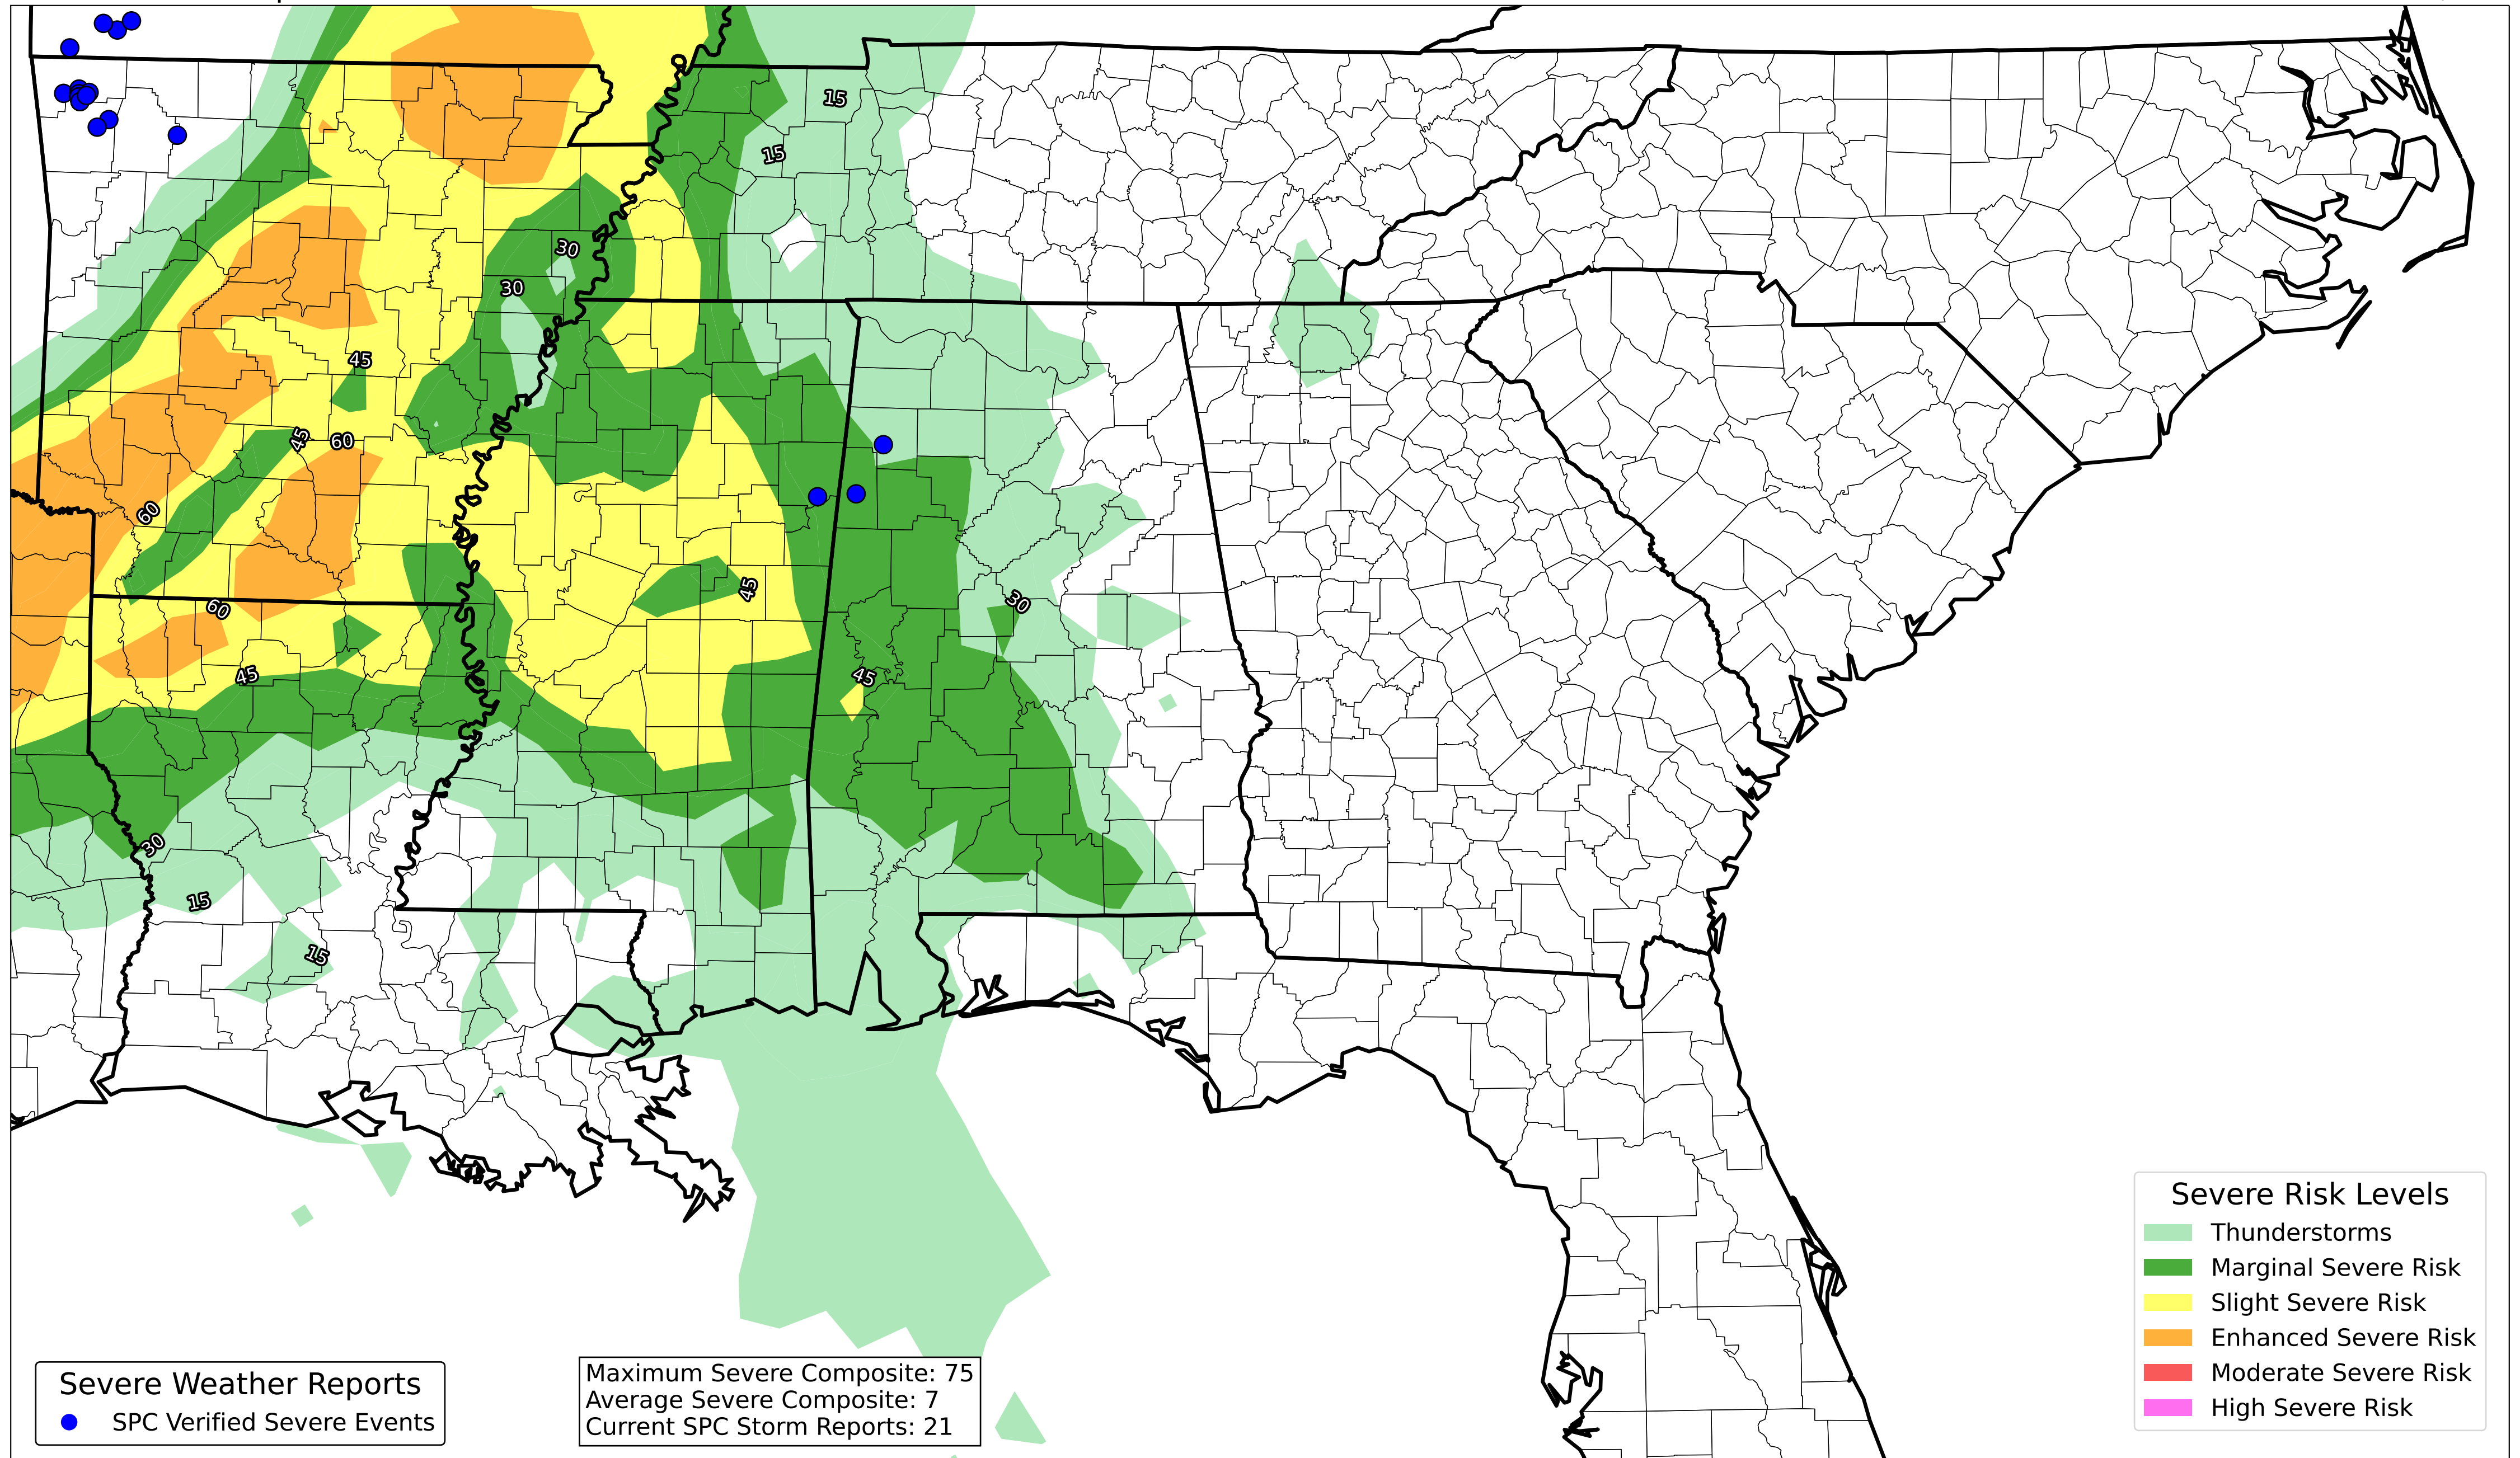 15
15
30
30
45
45
60
60
45
60
30
45
45
30
15
15
Severe Risk Levels
Thunderstorms
Marginal Severe Risk
Slight Severe Risk
Enhanced Severe Risk
Moderate Severe Risk
High Severe Risk
Severe Weather Reports
SPC Verified Severe Events
Maximum Severe Composite: 75
Average Severe Composite: 7
Current SPC Storm Reports: 21